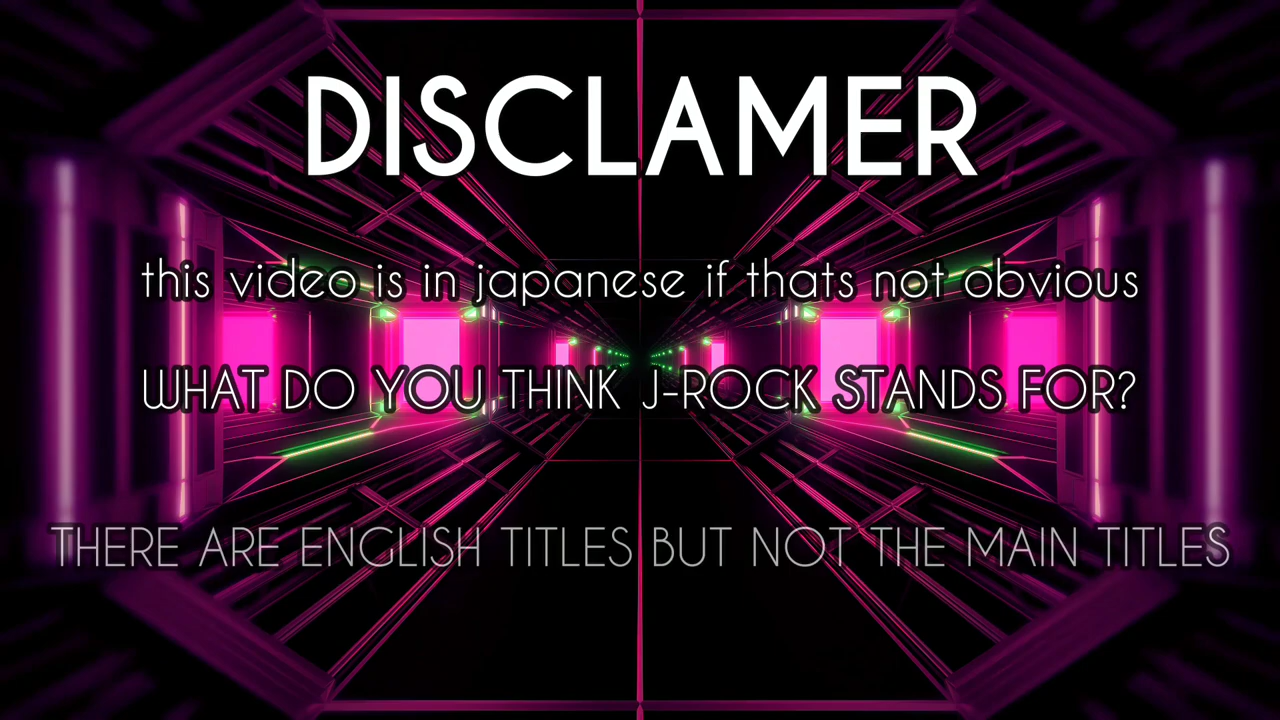 DISCLAMER
this video is in japanese if thats not obvious
WHAT DO YOU THINK J-ROCK STANDS FOR?
THERE ARE ENGLISH TITLES BUT NOT THE MAIN TITLES